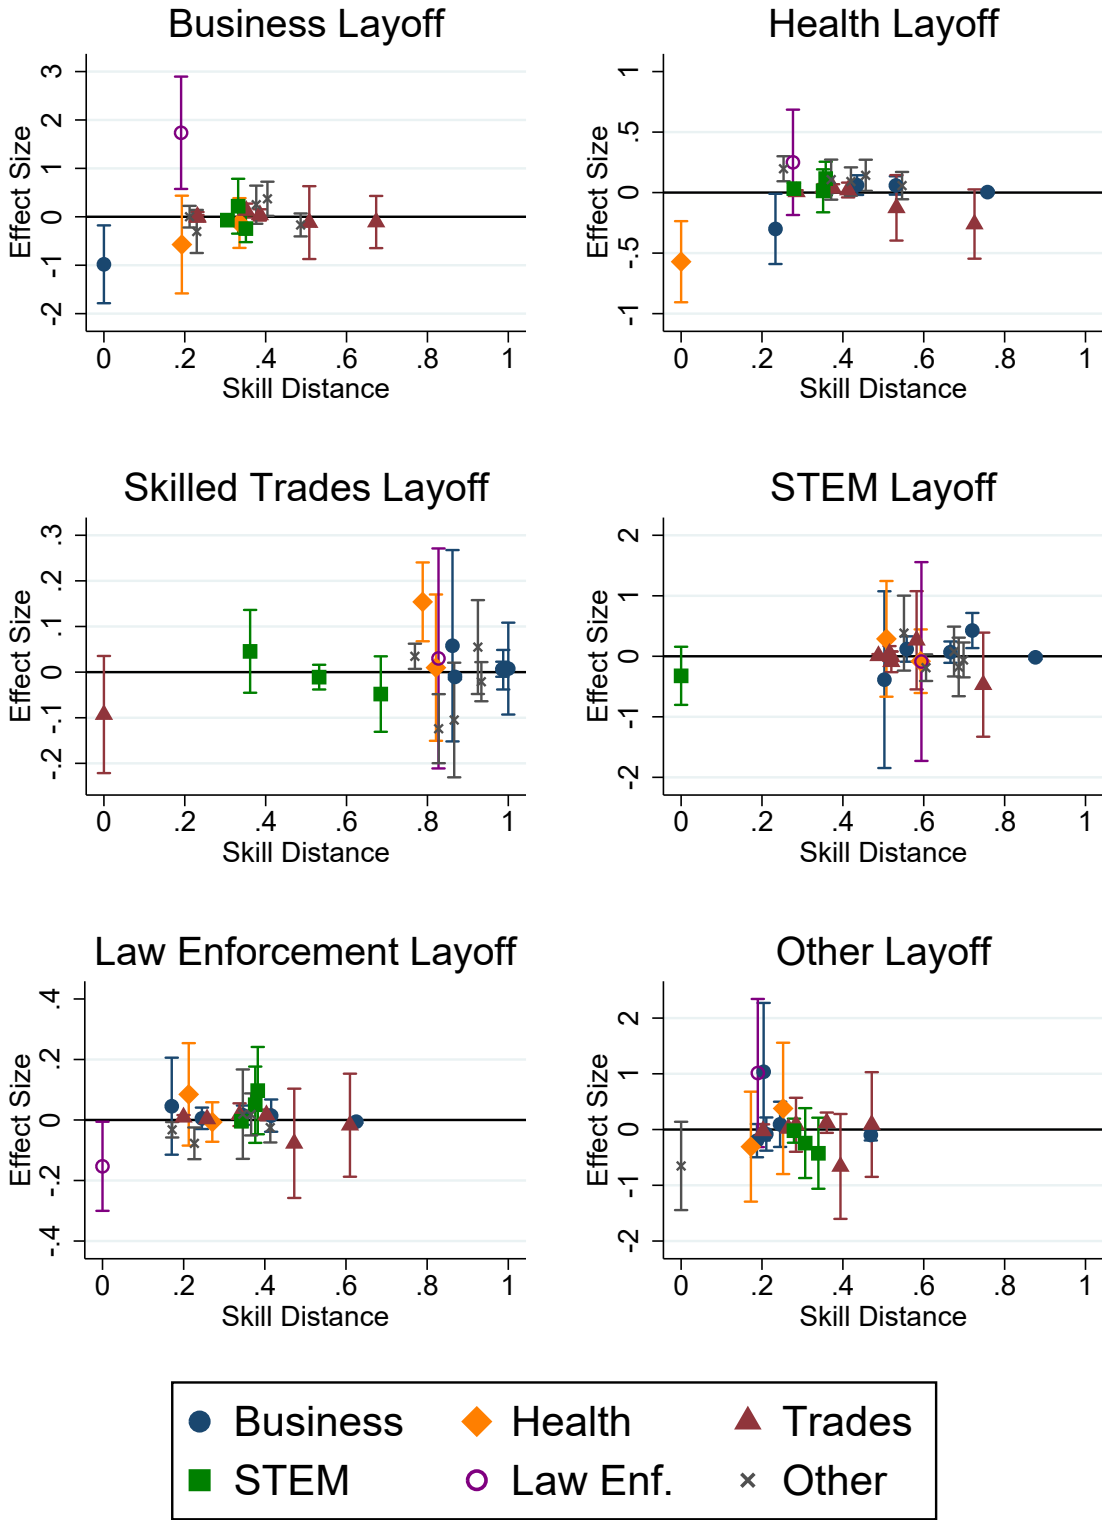 Business Layoff
Effect Size
3
2
1
0
-1
-2
0 .2 .4 .6 .8 1
Skill Distance
Health Layoff
Effect Size
1
.5
0
-.5
-1
0 .2 .4 .6 .8 1
Skill Distance
Skilled Trades Layoff
Effect Size
.3
.2
.1
0
-.1
-.2
0 .2 .4 .6 .8 1
Skill Distance
STEM Layoff
Effect Size
2
1
0
-1
-2
0 .2 .4 .6 .8 1
Skill Distance
Law Enforcement Layoff
Effect Size
.4
.2
0
-.2
-.4
0 .2 .4 .6 .8 1
Skill Distance
Other Layoff
Effect Size
2
1
0
-1
-2
0 .2 .4 .6 .8 1
Skill Distance
Business Health Trades
STEM Law Enf. Other